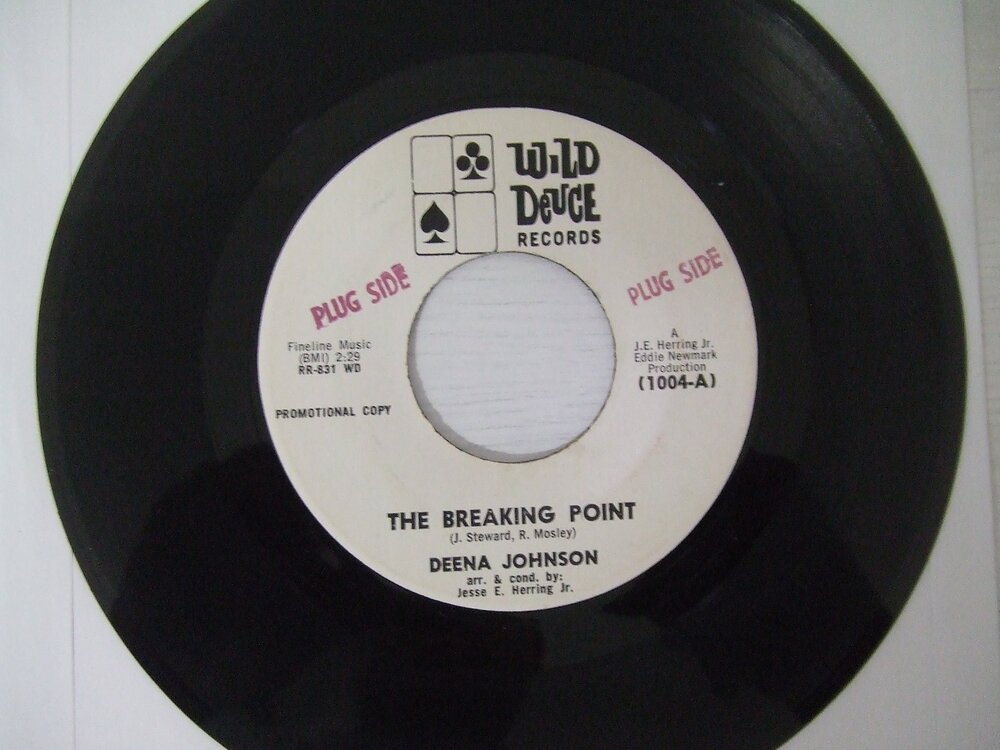 WILD
DEUCE
RECORDS
PLUG SIDE
PLUG SIDE
Fineline Music
(BMI) 2:29
RR-831 WD
PROMOTIONAL COPY
A
J.E. Herring Jr.
Eddie Newmark
Production
(1004-A)
THE BREAKING POINT
(J. Steward, R. Mosley)
DEENA JOHNSON
arr. & cond. by:
Jesse E. Herring Jr.